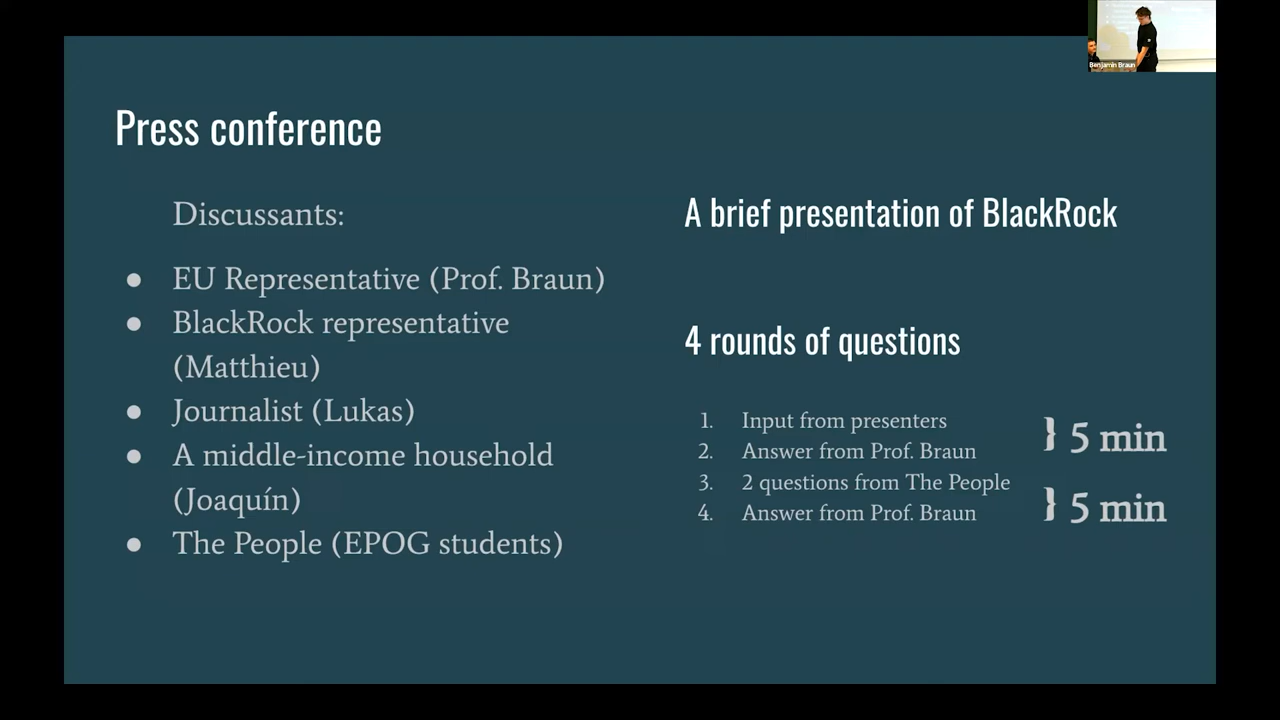 Press conference
Discussants:
● EU Representative (Prof. Braun)
● BlackRock representative
(Matthieu)
● Journalist (Lukas)
● A middle-income household
(Joaquín)
● The People (EPOG students)
A brief presentation of BlackRock
4 rounds of questions
1. Input from presenters
2. Answer from Prof. Braun
} 5 min
3. 2 questions from The People
4. Answer from Prof. Braun
} 5 min
Benjamin Braun